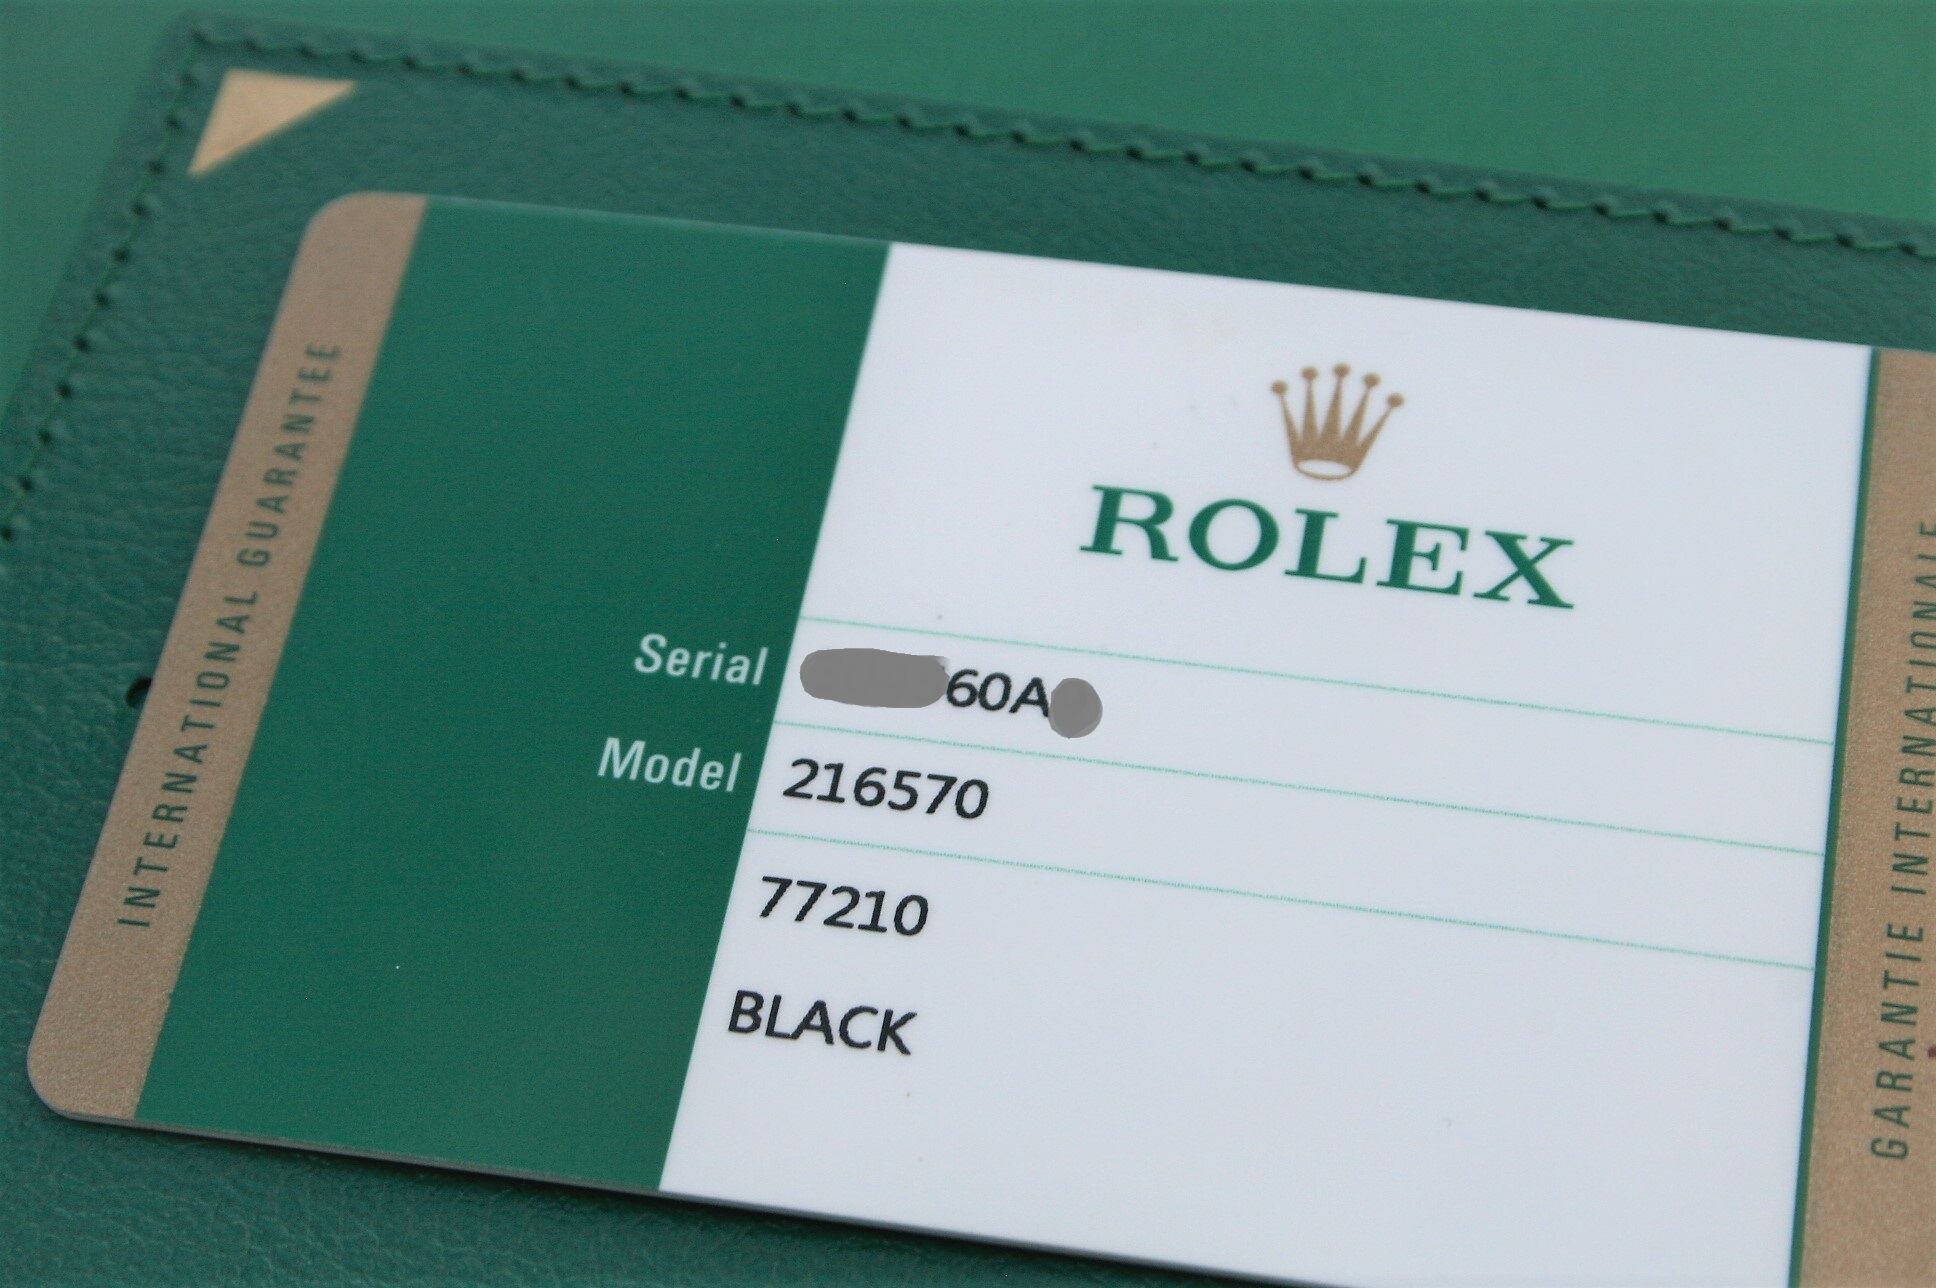 INTERNATIONAL GUARANTEE
ROLEX
Serial 60A
Model 216570
77210
BLACK
GARANTIE INTERNATIONALE